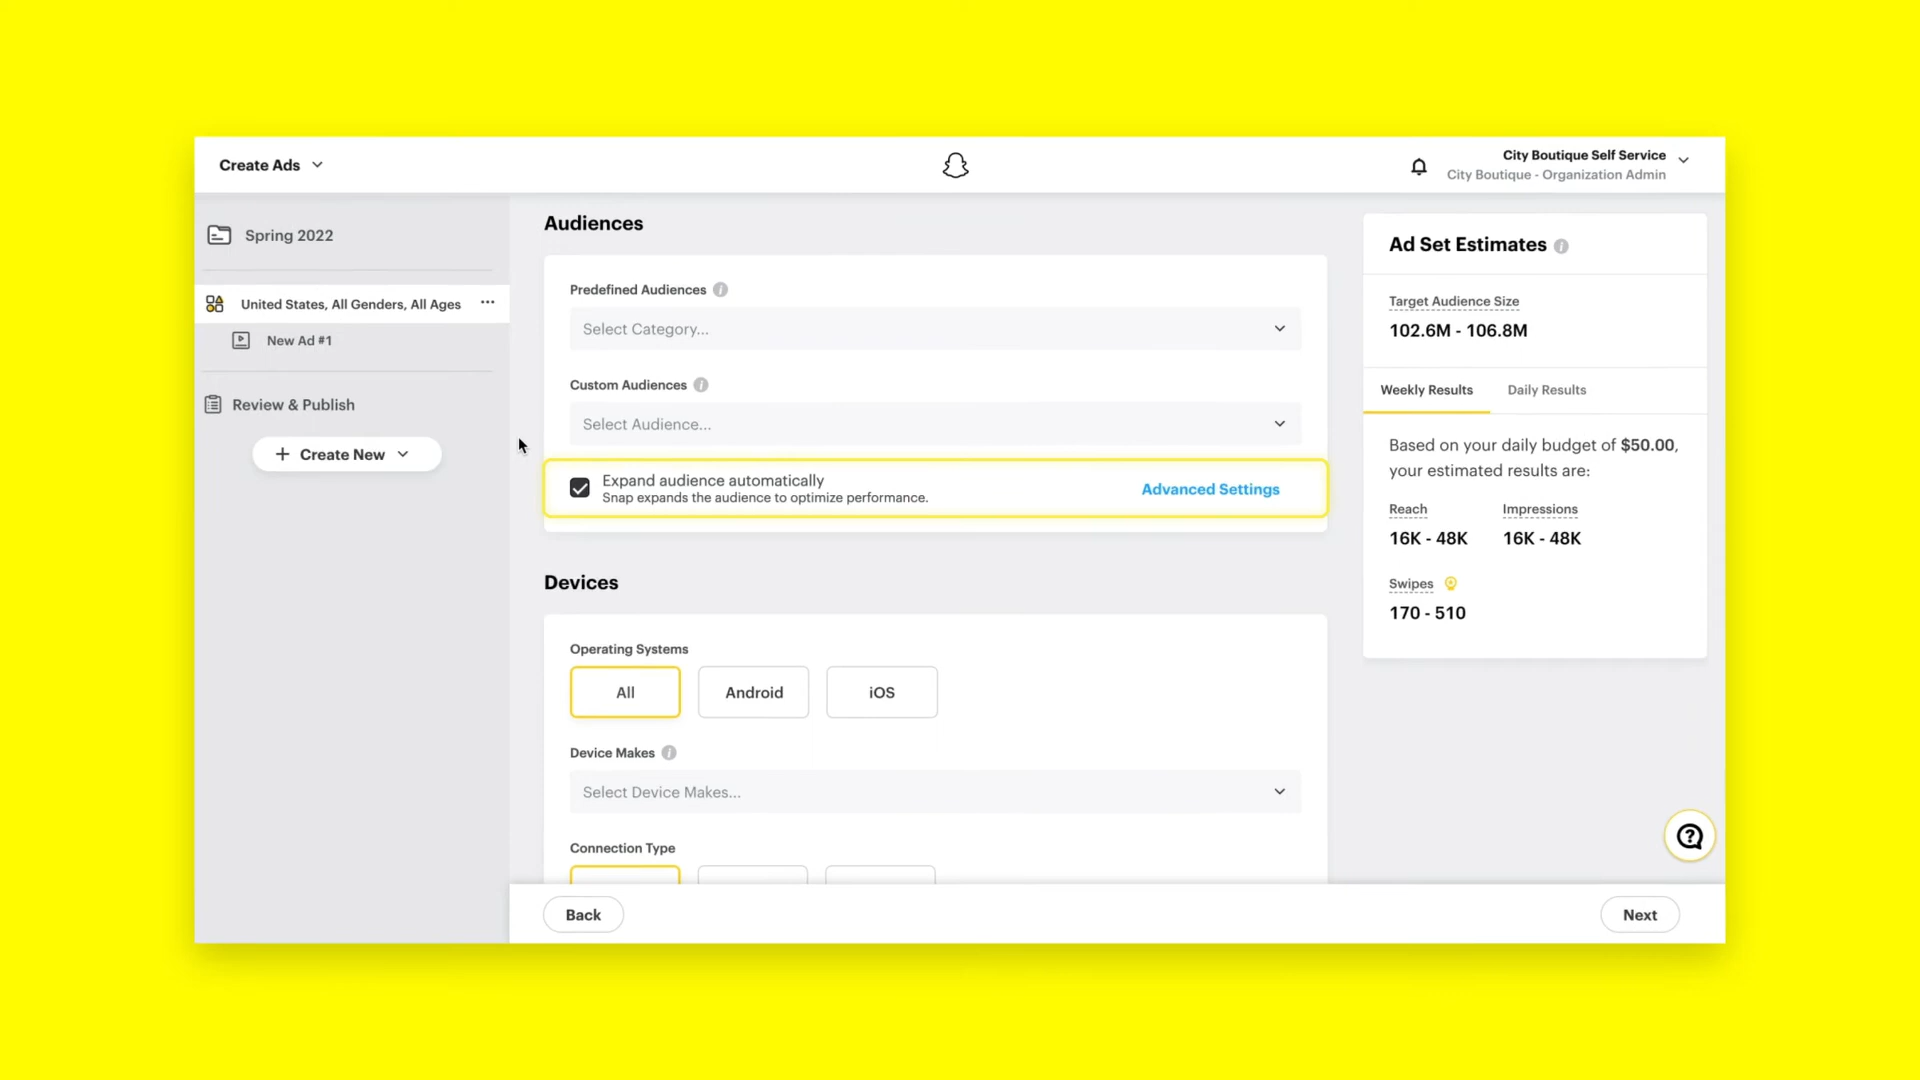 Create Ads
City Boutique Self Service
City Boutique - Organization Admin
Spring 2022
United States, All Genders, All Ages
New Ad #1
Review & Publish
+ Create New
Audiences
Predefined Audiences
Select Category...
Custom Audiences
Select Audience...
Expand audience automatically
Snap expands the audience to optimize performance.
Advanced Settings
Devices
Operating Systems
All
Android
iOS
Device Makes
Select Device Makes...
Connection Type
Back
Next
Ad Set Estimates
Target Audience Size
102.6M - 106.8M
Weekly Results
Daily Results
Based on your daily budget of $50.00,
your estimated results are:
Reach
Impressions
16K - 48K
16K - 48K
Swipes
170 - 510